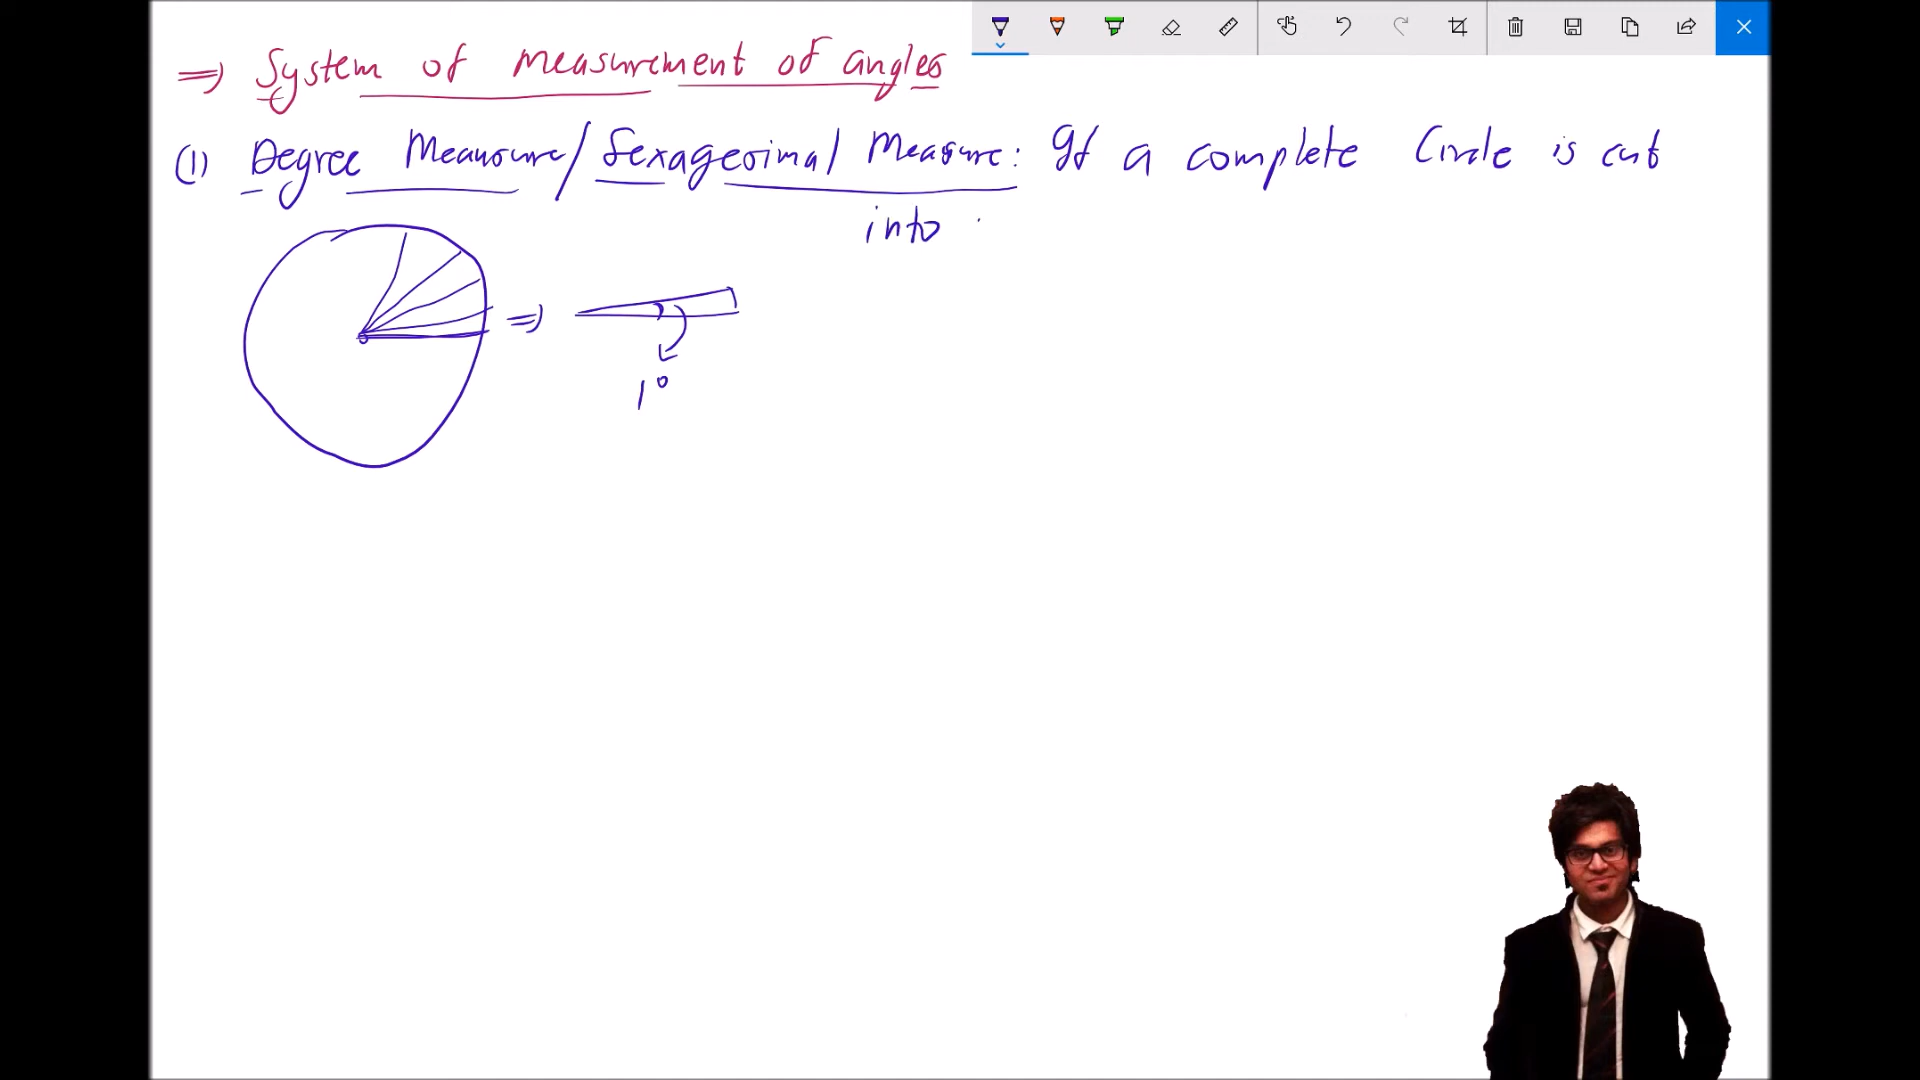 ⇒ System of measurement of angles
(1) Degree Measure/Sexagesimal Measure: If a complete Circle is cut
into
⇒
1°